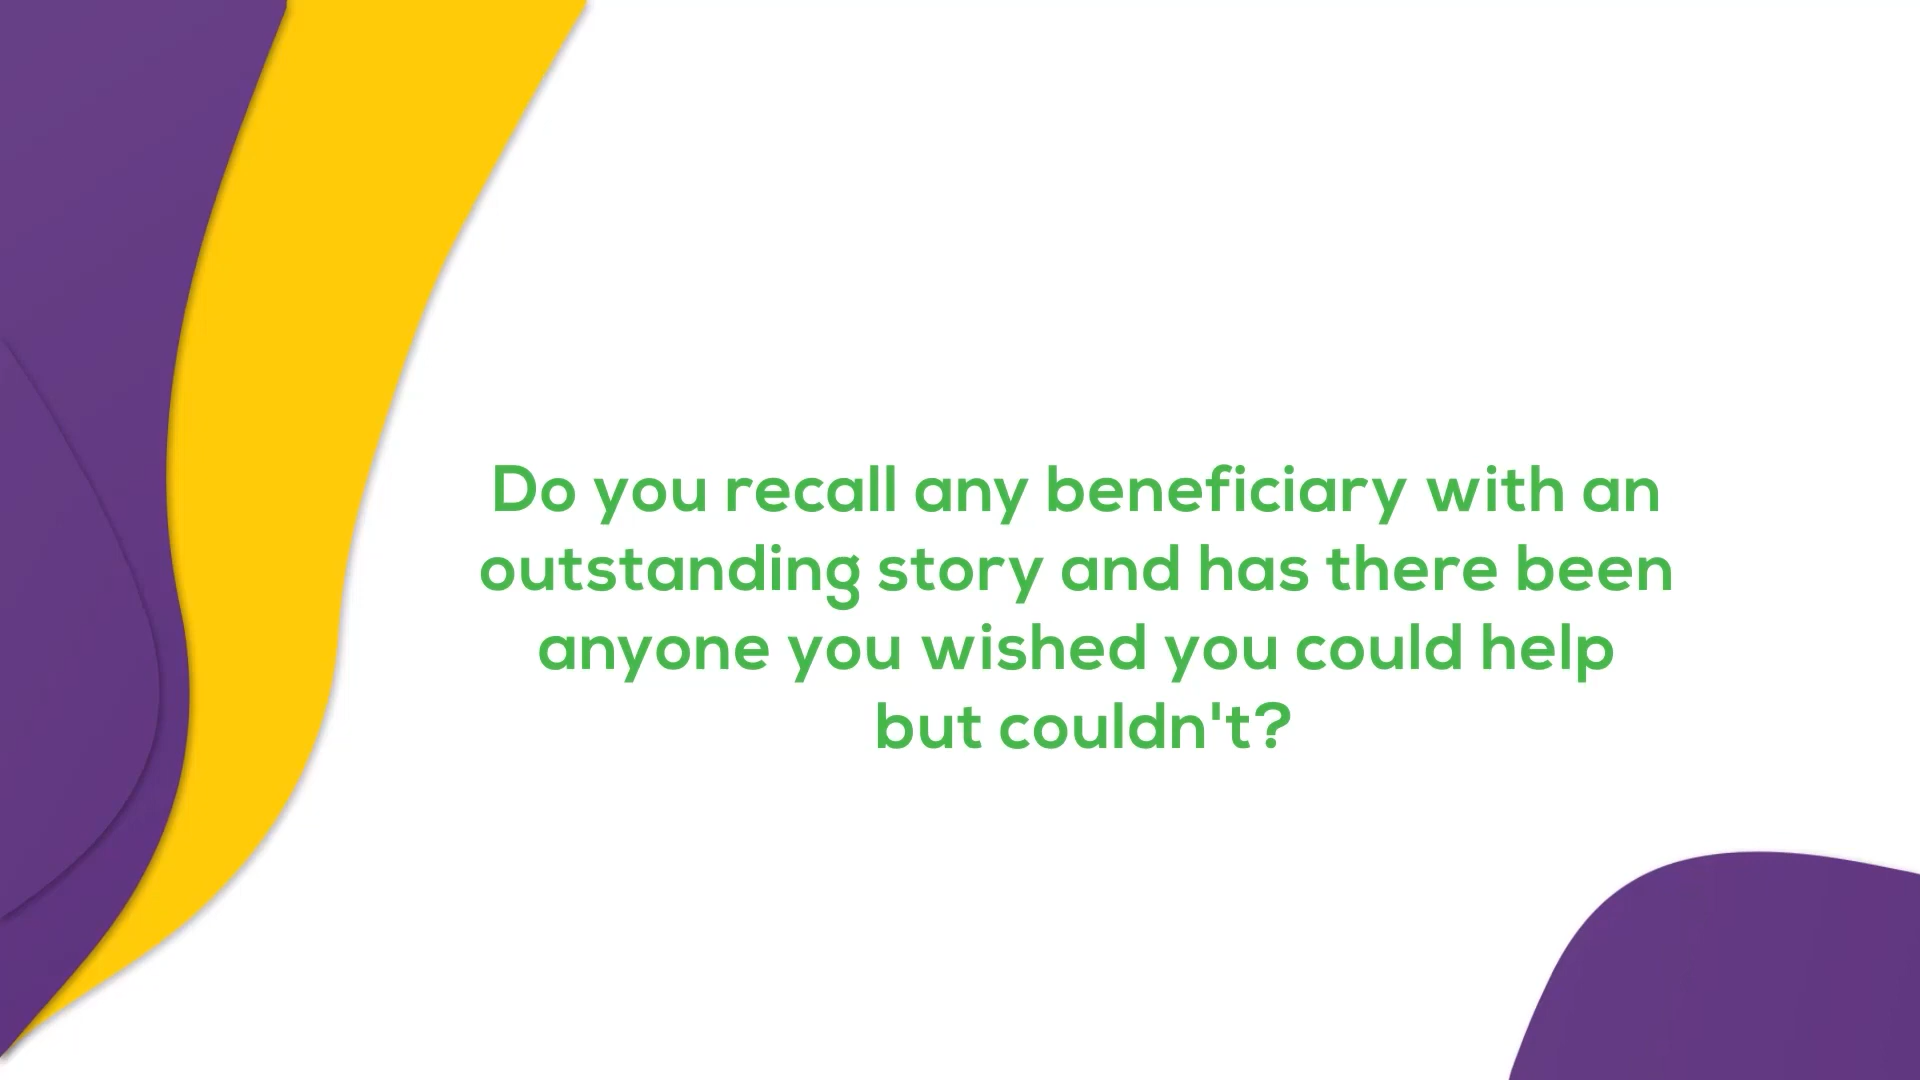 Do you recall any beneficiary with an
outstanding story and has there been
anyone you wished you could help
but couldn't?